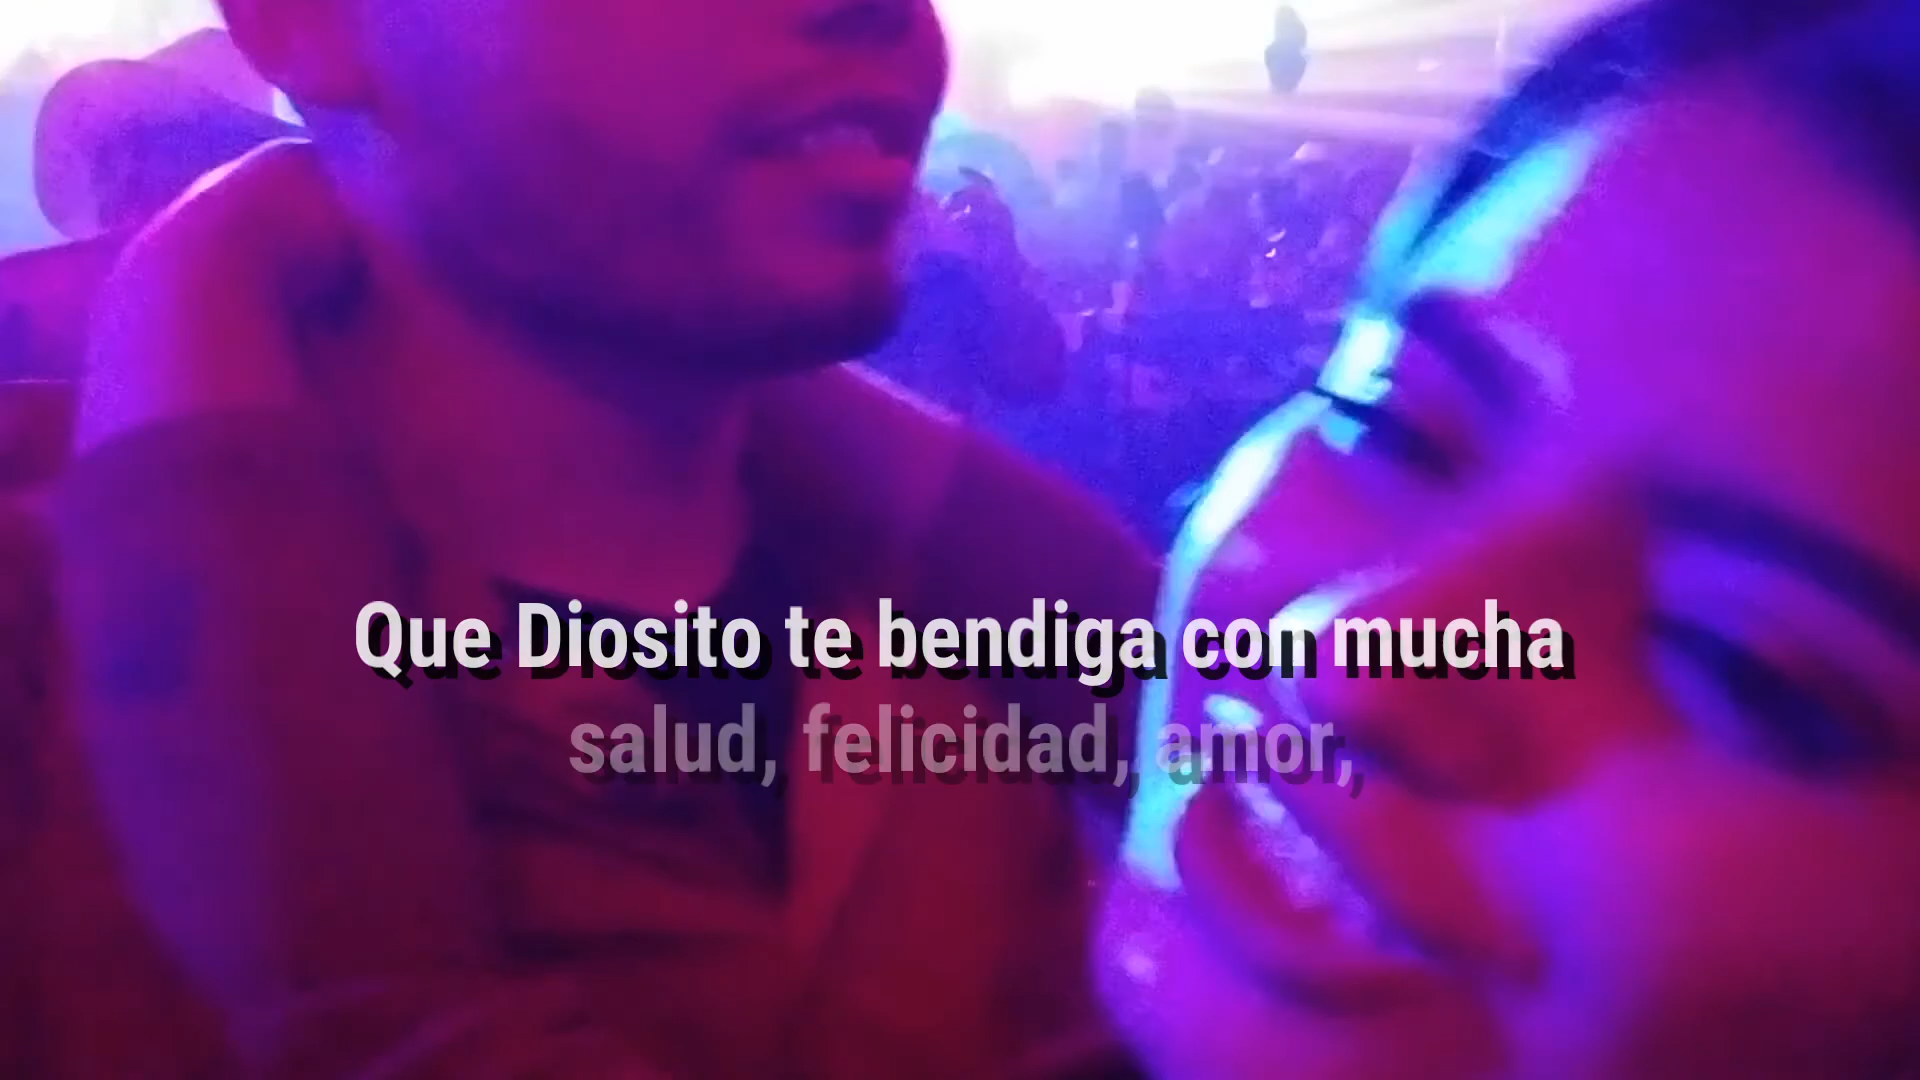 Que Diosito te bendiga con mucha
salud, felicidad, amor,